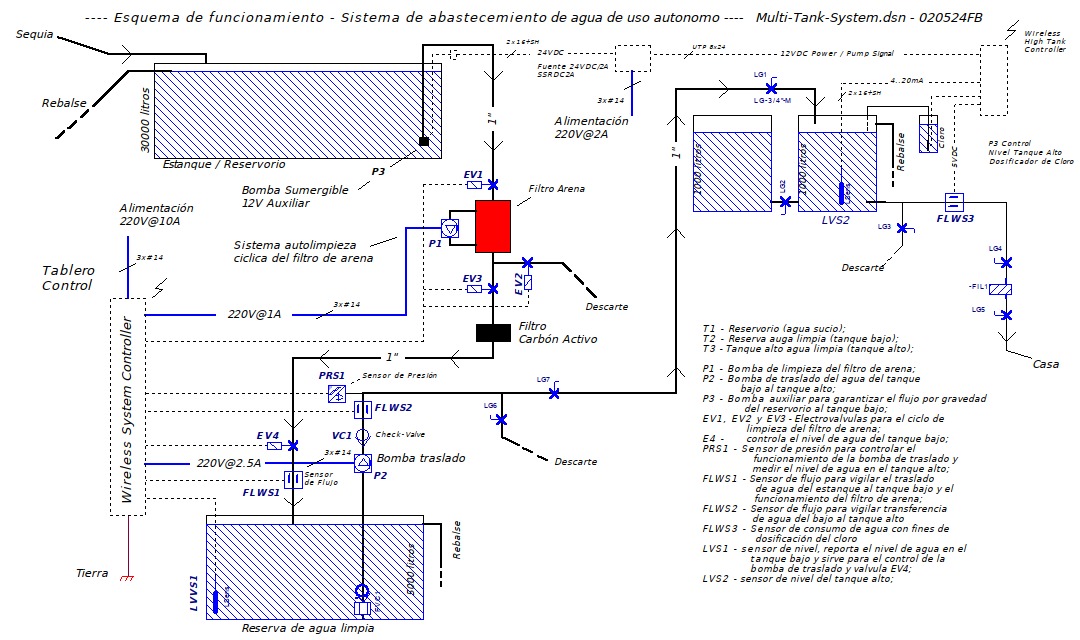 ---- Esquema de funcionamiento - Sistema de abastecimiento de agua de uso autonomo ---- Multi-Tank-System.dsn - 020524FB
Sequia
Rebalse
30000 litros
Estanque / Reservorio
P3
Bomba Sumergible
12V Auxiliar
2x16+SH
24VDC
Fuente 24VDC/2A
SSRDC2A
3x#14
Alimentación
220V@2A
UTP 8x24
12VDC Power / Pump Signal
Wireless
High Tank
Controller
4..20mA
2x16+SH
LG1
LG-3/4"-M
1"
1"
1000 litros
LG2
1000 litros
LSens
LVS2
Rebalse
Cloro
5VDC
P3 Control
Nivel Tanque Alto
Dosificador de Cloro
FLWS3
LG3
Descarte
LG4
-FIL1
LG5
Casa
EV1
Filtro Arena
P1
Sistema autolimpieza
ciclica del filtro de arena
EV3
EV2
Descarte
Filtro
Carbón Activo
Alimentación
220V@10A
3x#14
Tablero
Control
220V@1A
3x#14
Wireless System Controller
1"
PRS1
Sensor de Presión
FLWS2
VC1
Check-Valve
EV4
220V@2.5A
3x#14
Bomba traslado
P2
FLWS1
Sensor
de Flujo
LG7
LG6
Descarte
Tierra
LVVS1
LSens
5000 litros
Rebalse
Reserva de agua limpia
T1 - Reservorio (agua sucio);
T2 - Reserva auga limpia (tanque bajo);
T3 - Tanque alto agua limpia (tanque alto);
P1 - Bomba de limpieza del filtro de arena;
P2 - Bomba de traslado del agua del tanque
bajo al tanque alto;
P3 - Bomba auxiliar para garantizar el flujo por gravedad
del reservorio al tanque bajo;
EV1, EV2 y EV3 - Electrovalvulas para el ciclo de
limpieza del filtro de arena;
E4 - controla el nivel de agua del tanque bajo;
PRS1 - Sensor de presión para controlar el
funcionamiento de la bomba de traslado y
medir el nivel de agua en el tanque alto;
FLWS1 - Sensor de flujo para vigilar el traslado
de agua del estanque al tanque bajo y el
funcionamiento del filtro de arena;
FLWS2 - Sensor de flujo para vigilar transferencia
de agua del bajo al tanque alto
FLWS3 - Sensor de consumo de agua con fines de
dosificación del cloro
LVS1 - sensor de nivel, reporta el nivel de agua en el
tanque bajo y sirve para el control de la
bomba de traslado y valvula EV4;
LVS2 - sensor de nivel del tanque alto;